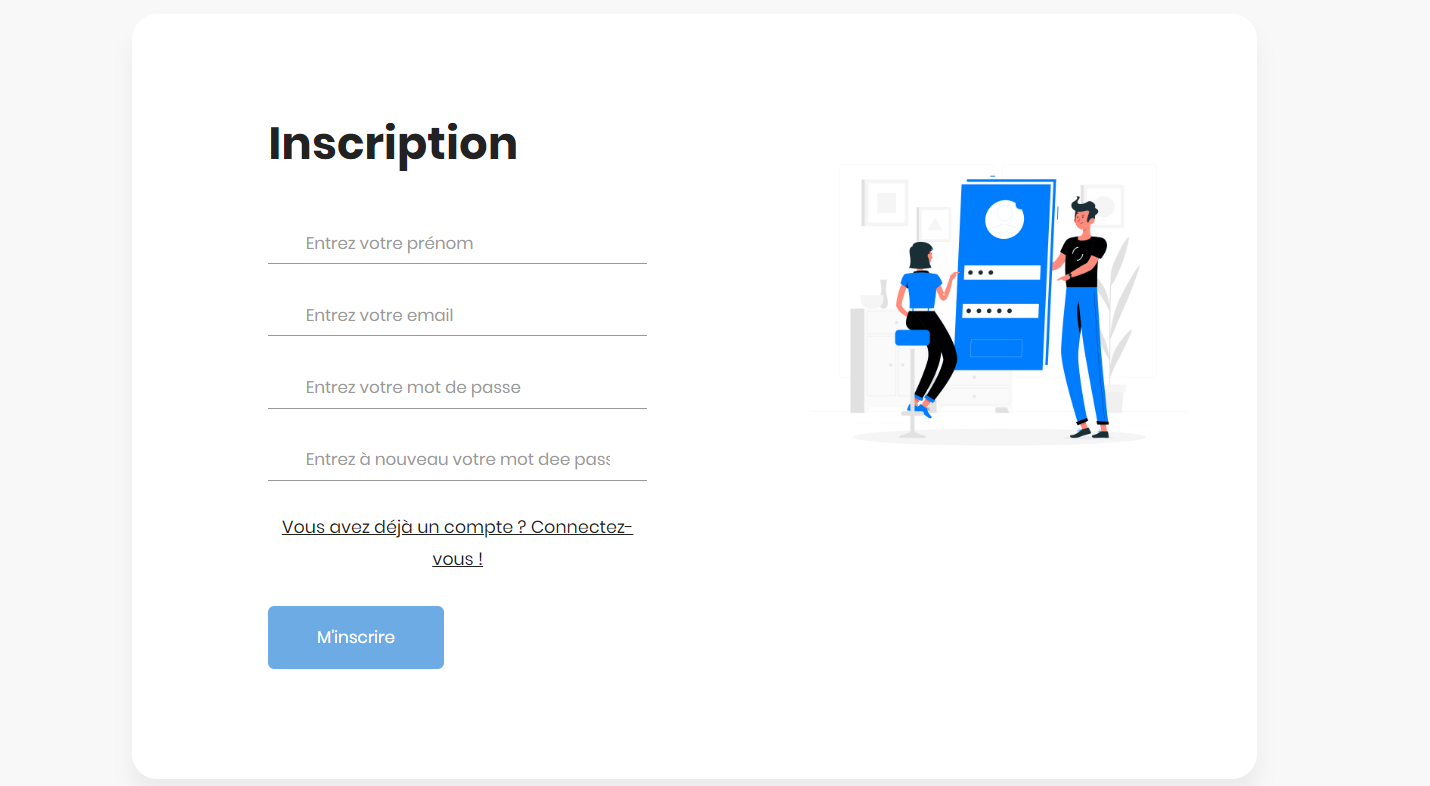 Inscription
Entrez votre prénom
Entrez votre email
Entrez votre mot de passe
Entrez à nouveau votre mot dee pass
Vous avez déjà un compte ? Connectez-
vous !
M'inscrire